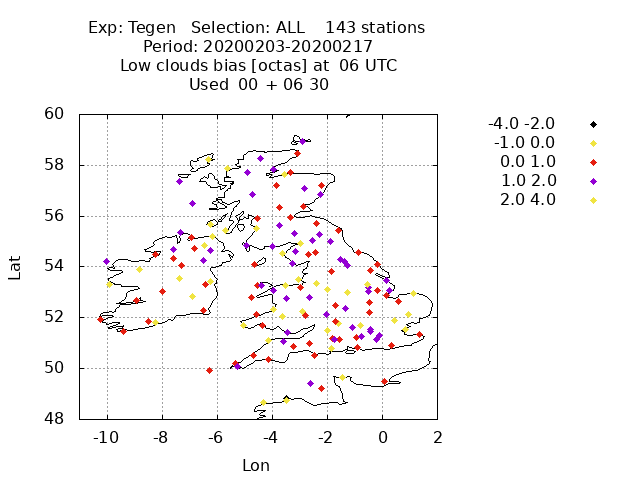 Exp: Tegen Selection: ALL 143 stations
Period: 20200203-20200217
Low clouds bias [octas] at 06 UTC
Used 00 + 06 30
60
58
56
54
52
50
48
Lat
-10 -8 -6 -4 -2 0 2
Lon
-4.0 -2.0
-1.0 0.0
0.0 1.0
1.0 2.0
2.0 4.0